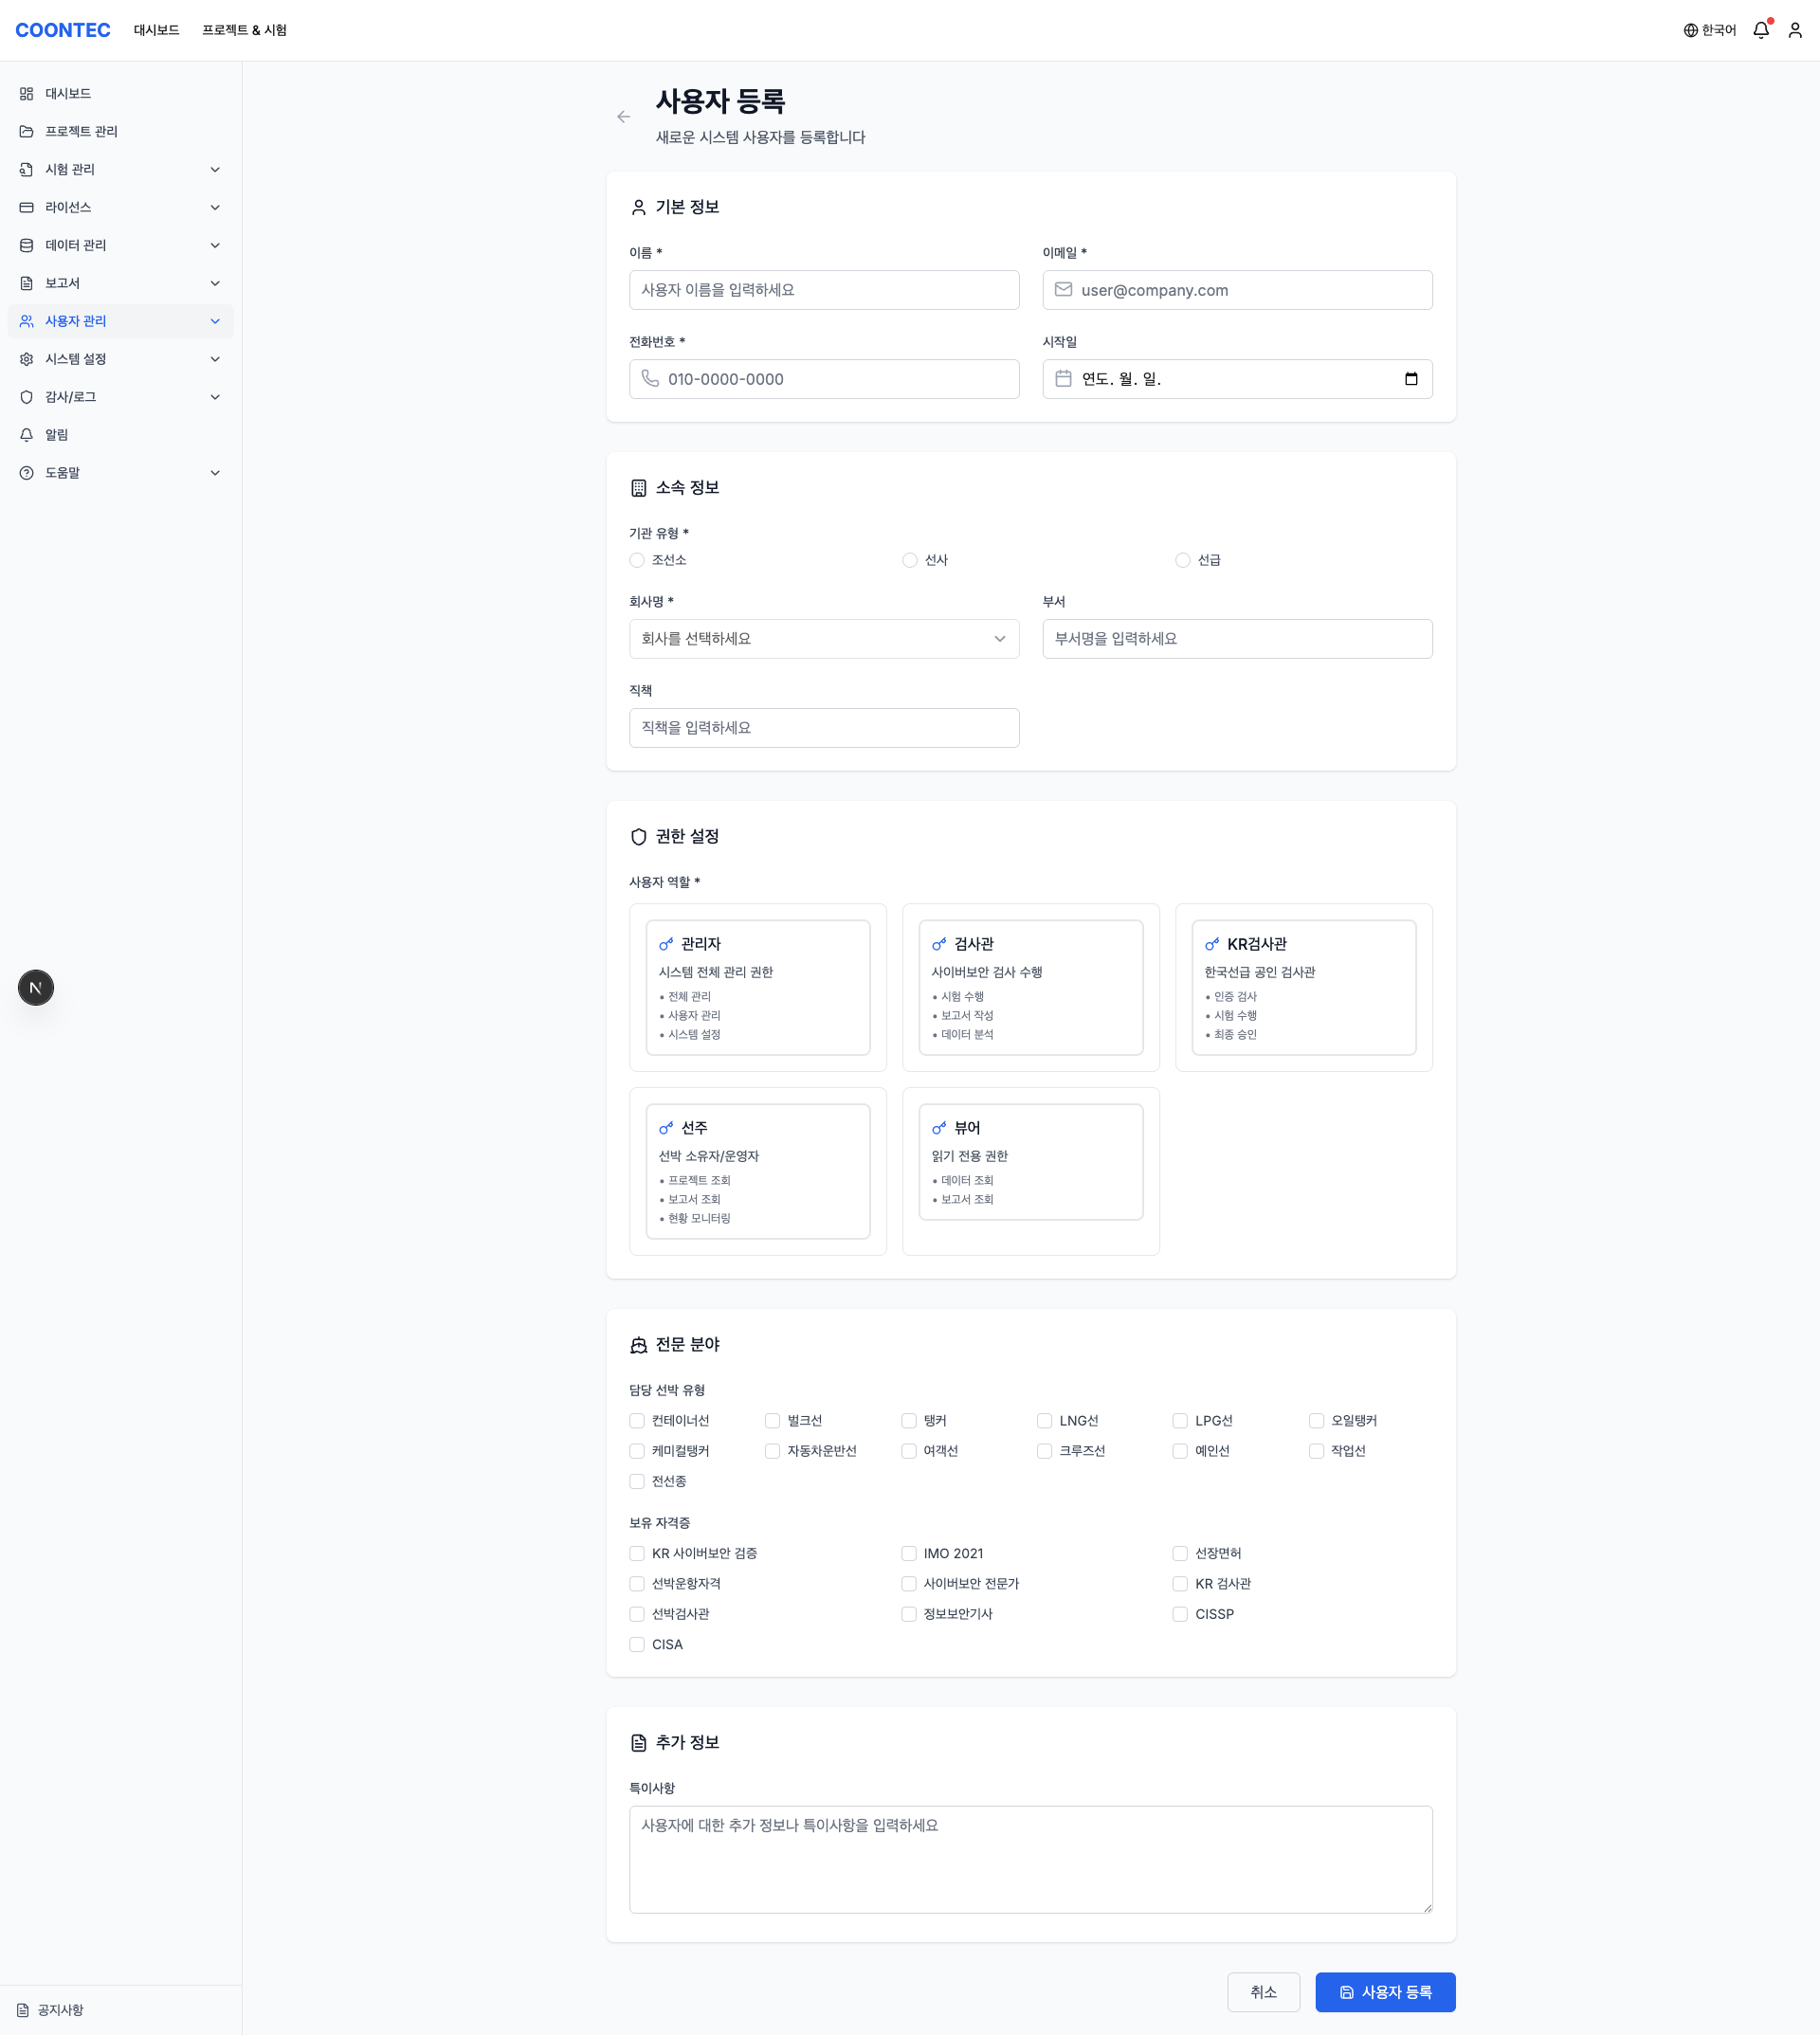 COONTEC 대시보드 프로젝트 & 시험 한국어
대시보드
프로젝트 관리
시험 관리
라이선스
데이터 관리
보고서
사용자 관리
시스템 설정
감사/로그
알림
도움말
공지사항
사용자 등록
새로운 시스템 사용자를 등록합니다
기본 정보
이름 * 이메일 *
사용자 이름을 입력하세요 user@company.com
전화번호 * 시작일
010-0000-0000 연도. 월. 일.
소속 정보
기관 유형 *
조선소 선사 선급
회사명 * 부서
회사를 선택하세요 부서명을 입력하세요
직책
직책을 입력하세요
권한 설정
사용자 역할 *
관리자
시스템 전체 관리 권한
• 전체 관리
• 사용자 관리
• 시스템 설정
검사관
사이버보안 검사 수행
• 시험 수행
• 보고서 작성
• 데이터 분석
KR검사관
한국선급 공인 검사관
• 인증 검사
• 시험 수행
• 최종 승인
선주
선박 소유자/운영자
• 프로젝트 조회
• 보고서 조회
• 현황 모니터링
뷰어
읽기 전용 권한
• 데이터 조회
• 보고서 조회
전문 분야
담당 선박 유형
컨테이너선 벌크선 탱커 LNG선 LPG선 오일탱커
케미컬탱커 자동차운반선 여객선 크루즈선 예인선 작업선
전선종
보유 자격증
KR 사이버보안 검증 IMO 2021 선장면허
선박운항자격 사이버보안 전문가 KR 검사관
선박검사관 정보보안기사 CISSP
CISA
추가 정보
특이사항
사용자에 대한 추가 정보나 특이사항을 입력하세요
취소 사용자 등록